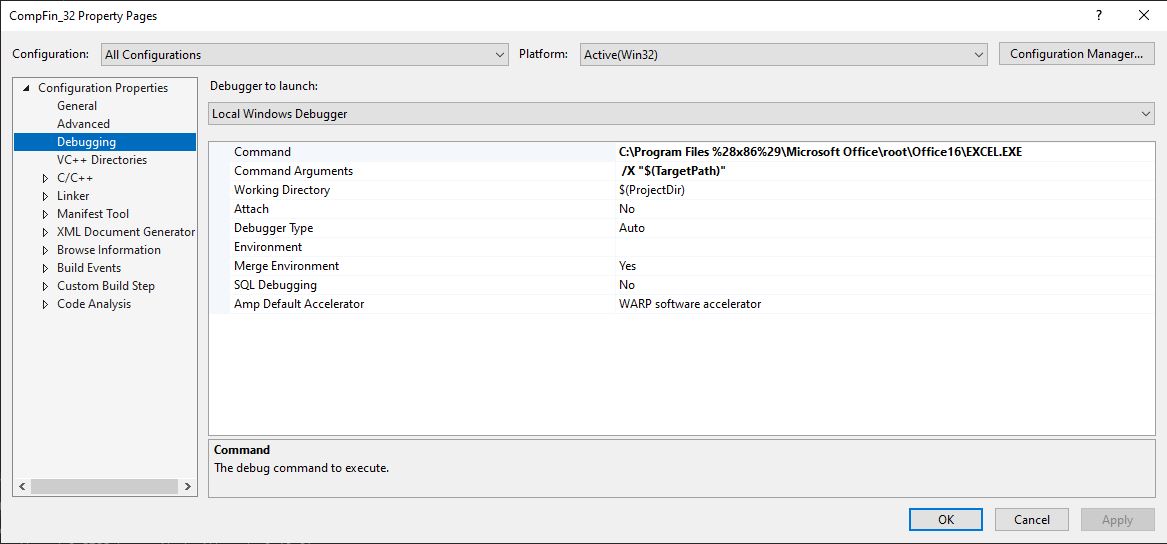 CompFin_32 Property Pages
Configuration: All Configurations Platform: Active(Win32) Configuration Manager...
Configuration Properties
General
Advanced
Debugging
VC++ Directories
C/C++
Linker
Manifest Tool
XML Document Generator
Browse Information
Build Events
Custom Build Step
Code Analysis
Debugger to launch:
Local Windows Debugger
Command C:\Program Files %28x86%29\Microsoft Office\root\Office16\EXCEL.EXE
Command Arguments /X "$(TargetPath)"
Working Directory $(ProjectDir)
Attach No
Debugger Type Auto
Environment
Merge Environment Yes
SQL Debugging No
Amp Default Accelerator WARP software accelerator
Command
The debug command to execute.
OK Cancel Apply